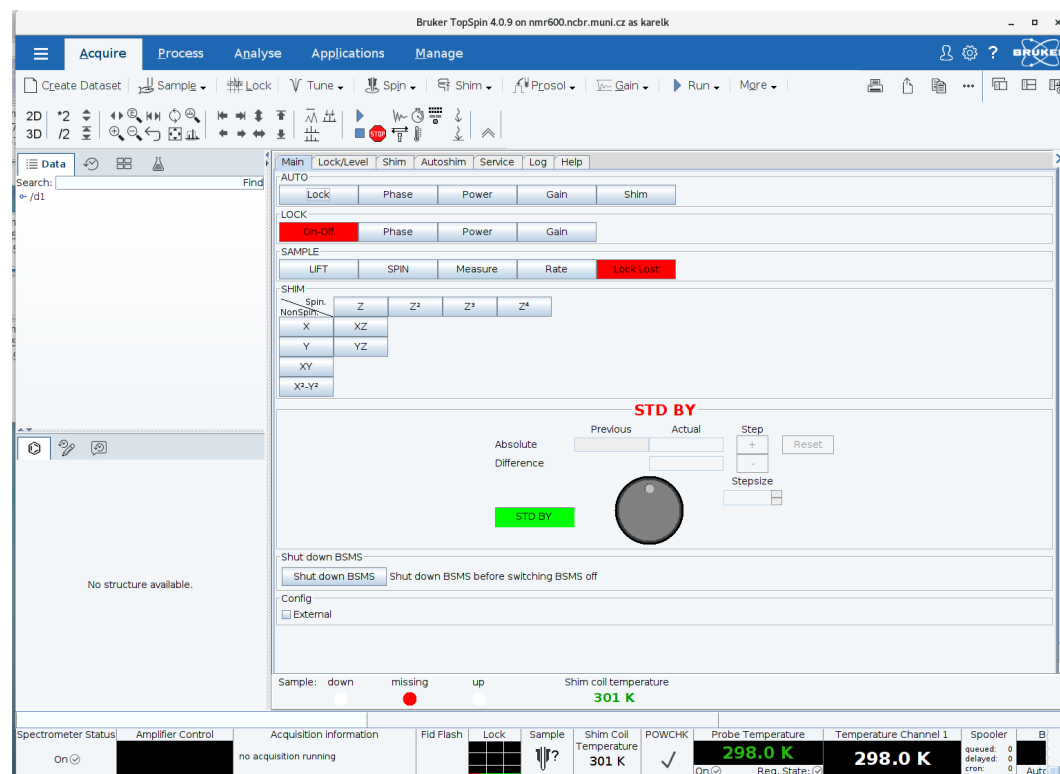 Bruker TopSpin 4.0.9 on nmr600.ncbr.muni.cz as karelk
Acquire Process Analyse Applications Manage ? BRUKER
Create Dataset Sample Lock Tune Spin Shim Prosol Gain Run More
2D *2
3D /2 STOP
Data
Search: Find
/d1
No structure available.
Main Lock/Level Shim Autoshim Service Log Help
AUTO
Lock Phase Power Gain Shim
LOCK
On-Off Phase Power Gain
SAMPLE
LIFT SPIN Measure Rate Lock Lost
SHIM
Spin.
NonSpin. Z Z² Z³ Z⁴
X XZ
Y YZ
XY
X²-Y²
STD BY
Previous Actual Step
Absolute + Reset
Difference -
Stepsize
STD BY
Shut down BSMS
Shut down BSMS Shut down BSMS before switching BSMS off
Config
External
Sample: down missing up Shim coil temperature
301 K
Spectrometer Status Amplifier Control Acquisition information Fid Flash Lock Sample Shim Coil Temperature POWCHK Probe Temperature Temperature Channel 1 Spooler B
On no acquisition running ? 301 K 298.0 K 298.0 K
queued: 0
delayed: 0
cron: 0
On Reg. State: Auto